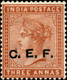 INDIA POSTAGE
C. E. F.
THREE ANNAS